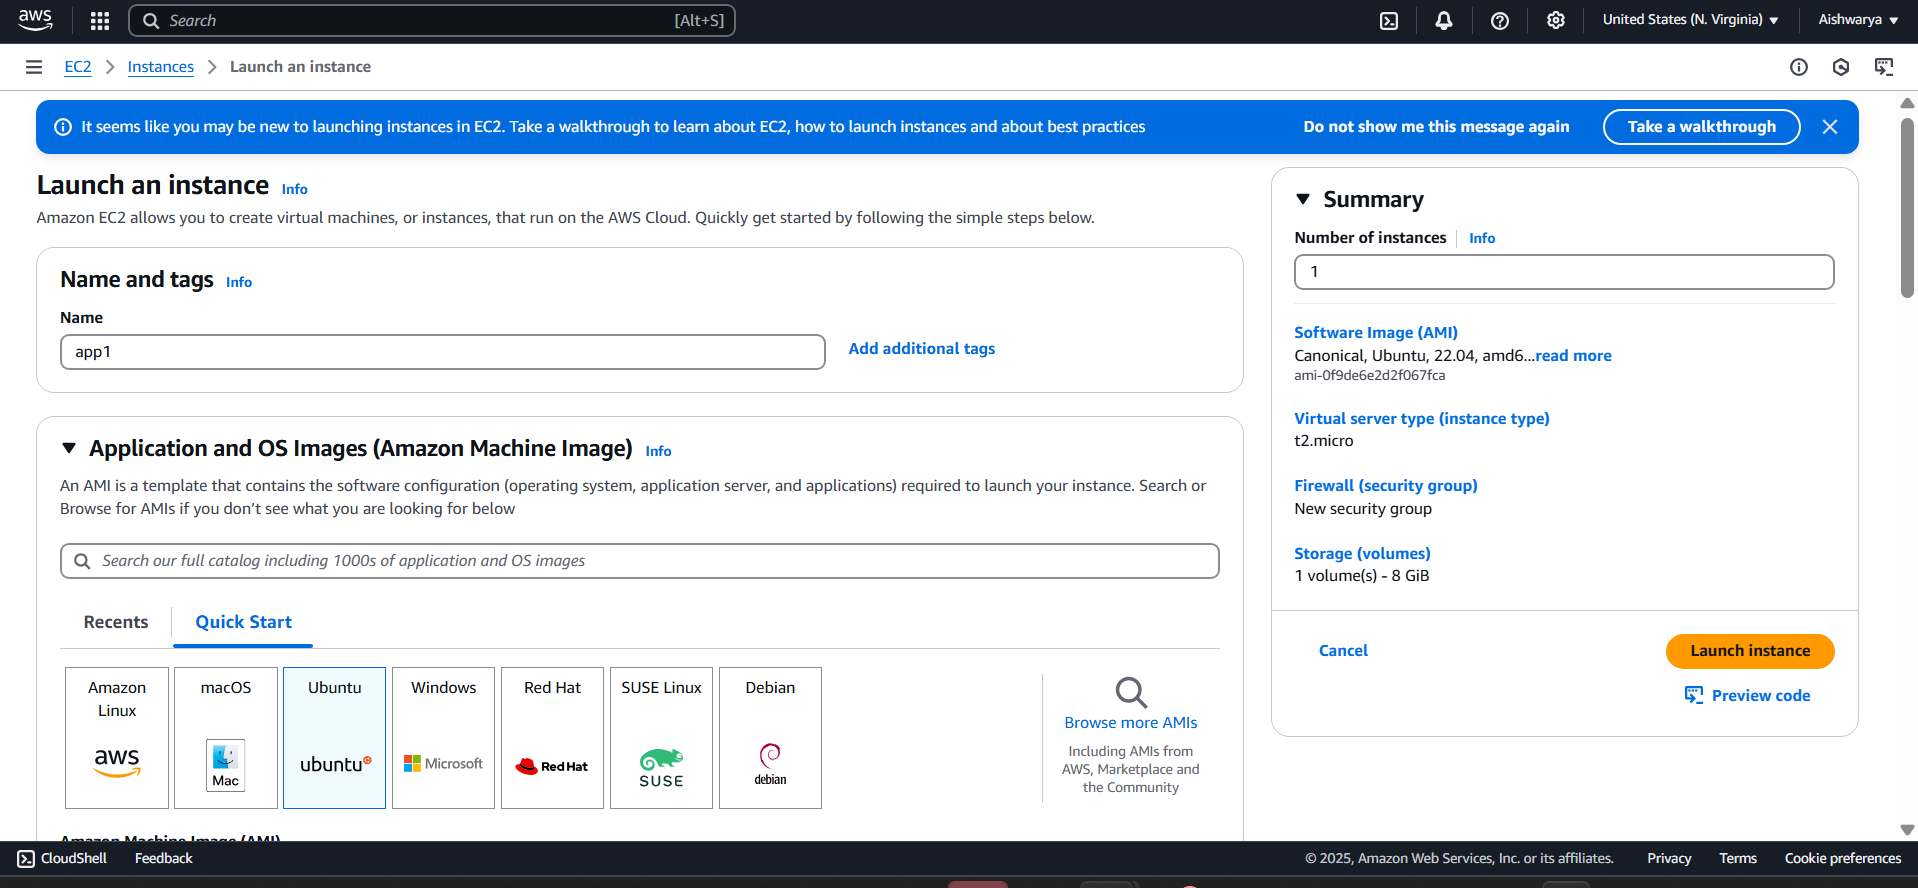 aws
Search
[Alt+S]
United States (N. Virginia)
Aishwarya
EC2
Instances
Launch an instance
It seems like you may be new to launching instances in EC2. Take a walkthrough to learn about EC2, how to launch instances and about best practices
Do not show me this message again
Take a walkthrough
Launch an instance Info
Amazon EC2 allows you to create virtual machines, or instances, that run on the AWS Cloud. Quickly get started by following the simple steps below.
Name and tags Info
Name
app1
Add additional tags
Application and OS Images (Amazon Machine Image) Info
An AMI is a template that contains the software configuration (operating system, application server, and applications) required to launch your instance. Search or
Browse for AMIs if you don’t see what you are looking for below
Search our full catalog including 1000s of application and OS images
Recents
Quick Start
Amazon
Linux
aws
macOS
Mac
Ubuntu
ubuntu
Windows
Microsoft
Red Hat
Red Hat
SUSE Linux
SUSE
Debian
debian
Browse more AMIs
Including AMIs from
AWS, Marketplace and
the Community
Amazon Machine Image (AMI)
Summary
Number of instances Info
1
Software Image (AMI)
Canonical, Ubuntu, 22.04, amd6...read more
ami-0f9de6e2d2f067fca
Virtual server type (instance type)
t2.micro
Firewall (security group)
New security group
Storage (volumes)
1 volume(s) - 8 GiB
Cancel
Launch instance
Preview code
CloudShell
Feedback
© 2025, Amazon Web Services, Inc. or its affiliates.
Privacy
Terms
Cookie preferences